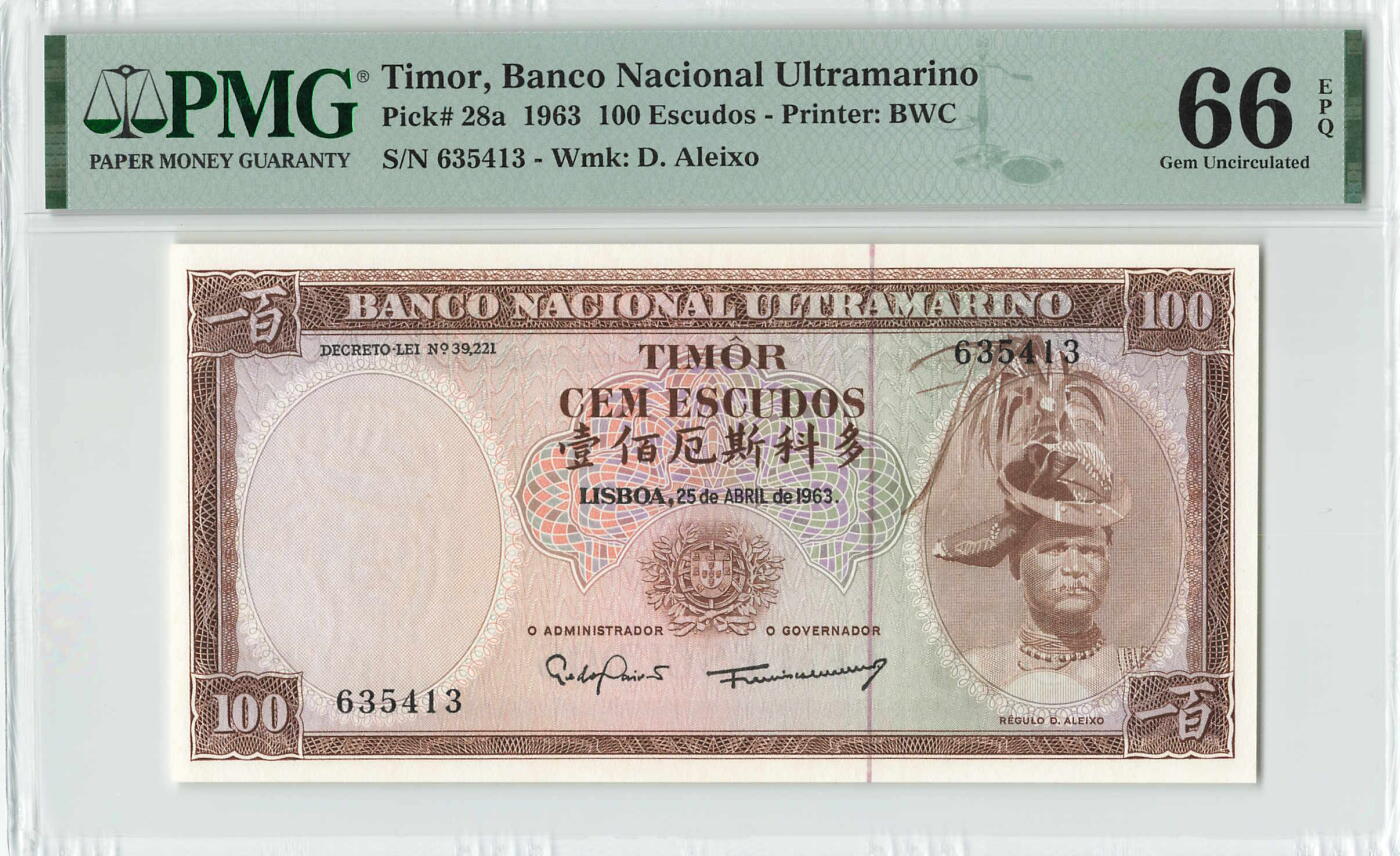 PMG®
PAPER MONEY GUARANTY
Timor, Banco Nacional Ultramarino
Pick# 28a 1963 100 Escudos - Printer: BWC
S/N 635413 - Wmk: D. Aleixo
66 EPQ
Gem Uncirculated
一百 BANCO NACIONAL ULTRAMARINO 100
DECRETO-LEI Nº 39,221
TIMÔR
635413
CEM ESCUDOS
壹佰厄斯科多
LISBOA, 25 de ABRIL de 1963.
O ADMINISTRADOR O GOVERNADOR
635413
RÉGULO D. ALEIXO
100 一百